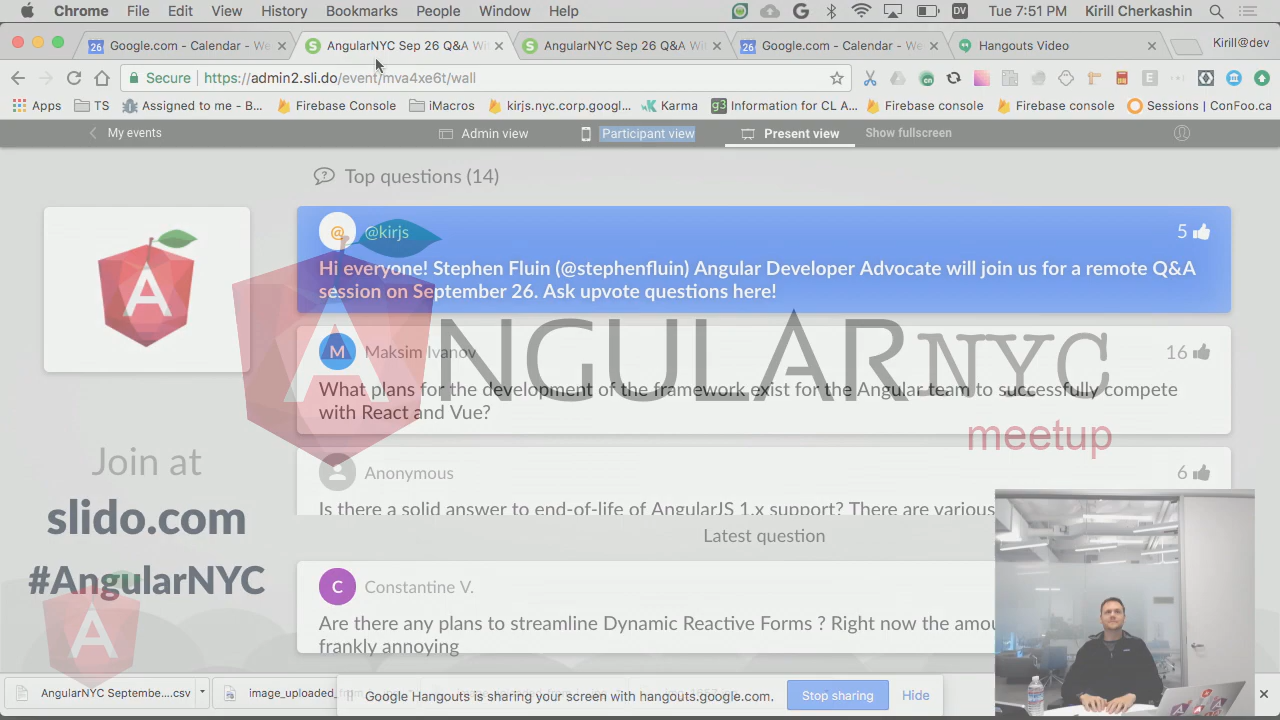 Chrome File Edit View History Bookmarks People Window Help DV Tue 7:51 PM Kirill Cherkashin
26 Google.com - Calendar - We
AngularNYC Sep 26 Q&A Wi
AngularNYC Sep 26 Q&A Wi
26 Google.com - Calendar - We
Hangouts Video
Kirill@dev
Secure https://admin2.sli.do/event/mva4xe6t/wall
Apps TS Assigned to me - B... Firebase Console iMacros kirjs.nyc.corp.googl... Karma g3 Information for CL A... Firebase console Firebase console Sessions | ConFoo.ca
My events Admin view Participant view Present view Show fullscreen
Top questions (14)
@ @kirjs 5
Hi everyone! Stephen Fluin (@stephenfluin) Angular Developer Advocate will join us for a remote Q&A
session on September 26. Ask upvote questions here!
ANGULARNYC
meetup
M Maksim Ivanov 16
What plans for the development of the framework exist for the Angular team to successfully compete
with React and Vue?
Anonymous 6
Is there a solid answer to end-of-life of AngularJS 1.x support? There are various
Join at
slido.com
#AngularNYC
Latest question
C Constantine V.
Are there any plans to streamline Dynamic Reactive Forms ? Right now the amou
frankly annoying
AngularNYC Septembe....csv
image_uploaded_
Google Hangouts is sharing your screen with hangouts.google.com. Stop sharing Hide